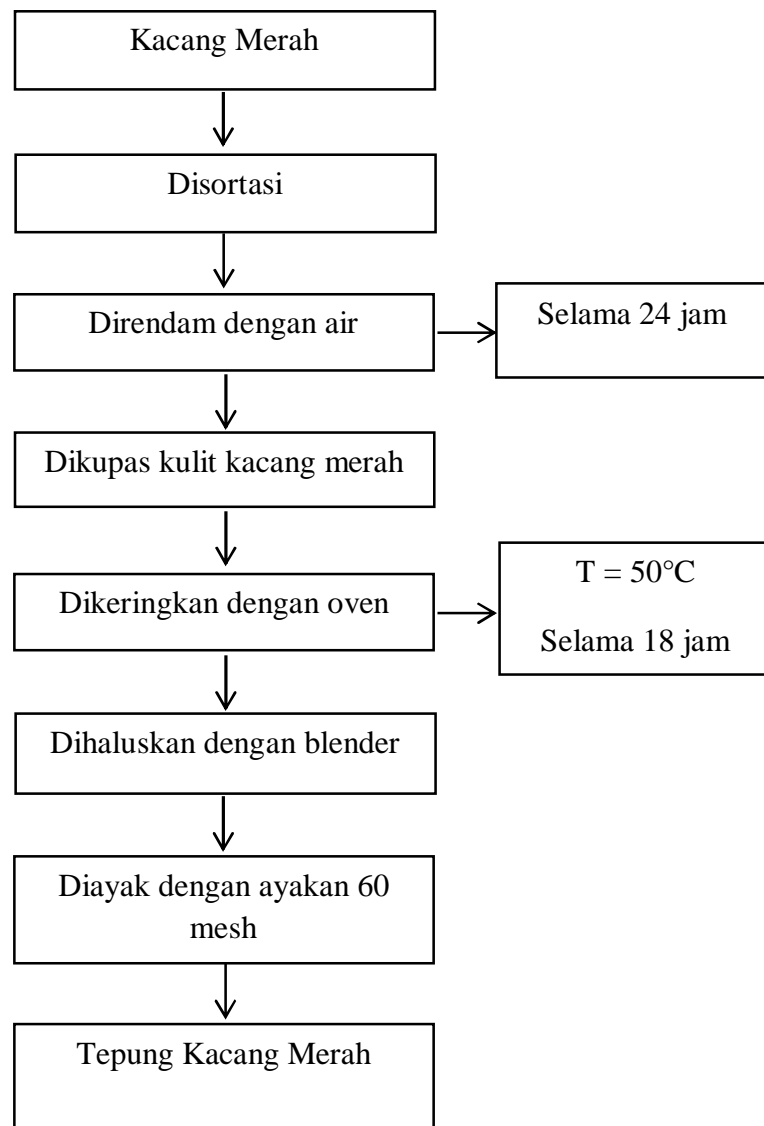 Kacang Merah
Disortasi
Direndam dengan air
Selama 24 jam
Dikupas kulit kacang merah
Dikeringkan dengan oven
T = 50°C
Selama 18 jam
Dihaluskan dengan blender
Diayak dengan ayakan 60
mesh
Tepung Kacang Merah